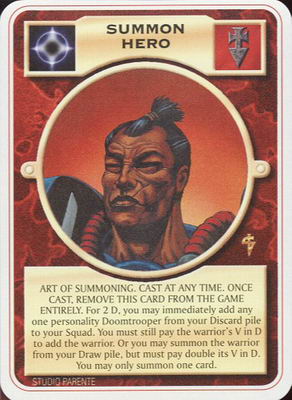 SUMMON
HERO
ART OF SUMMONING. CAST AT ANY TIME. ONCE
CAST, REMOVE THIS CARD FROM THE GAME
ENTIRELY. For 2 D, you may immediately add any
one personality Doomtrooper from your Discard pile
to your Squad. You must still pay the warrior's V in D
to add the warrior. Or you may summon the warrior
from your Draw pile, but must pay double its V in D.
You may only summon one card.
STUDIO PARENTE